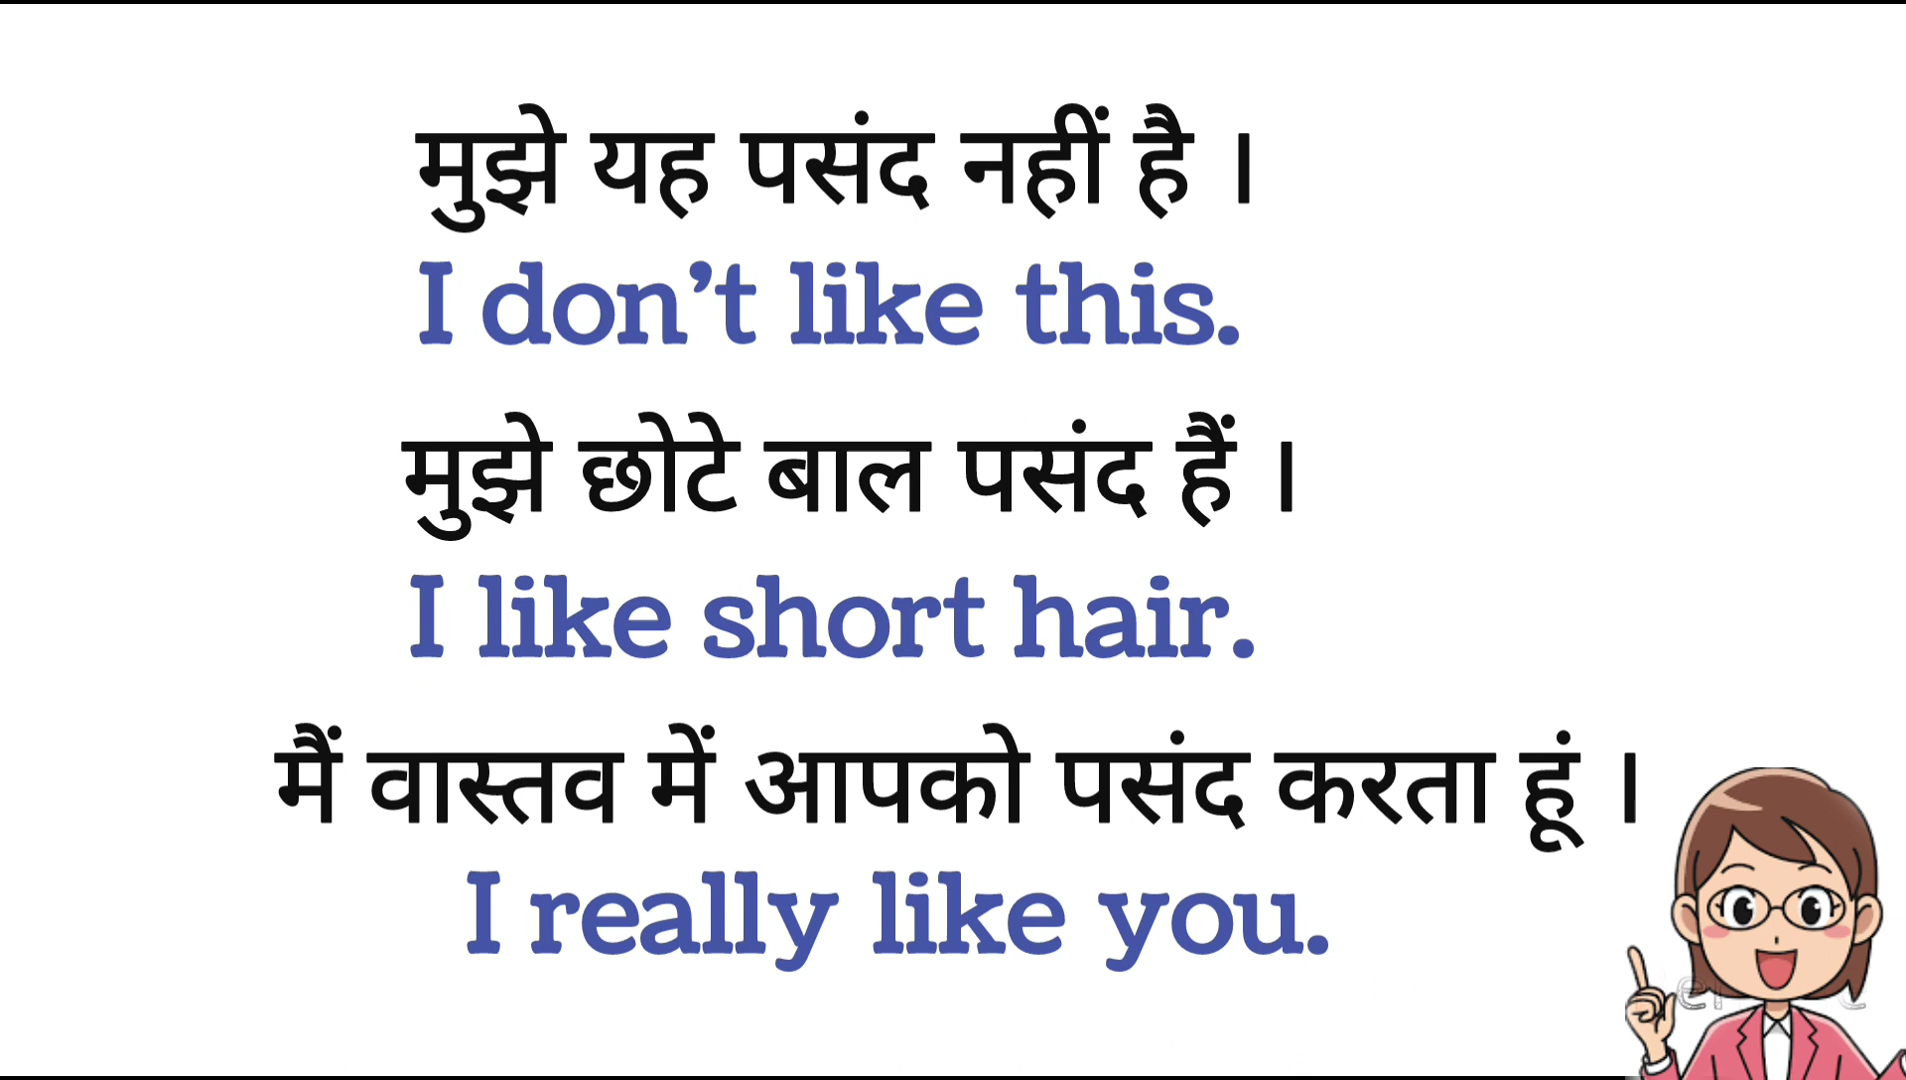 मुझे यह पसंद नहीं है ।
I don’t like this.
मुझे छोटे बाल पसंद हैं ।
I like short hair.
मैं वास्तव में आपको पसंद करता हूं ।
I really like you.